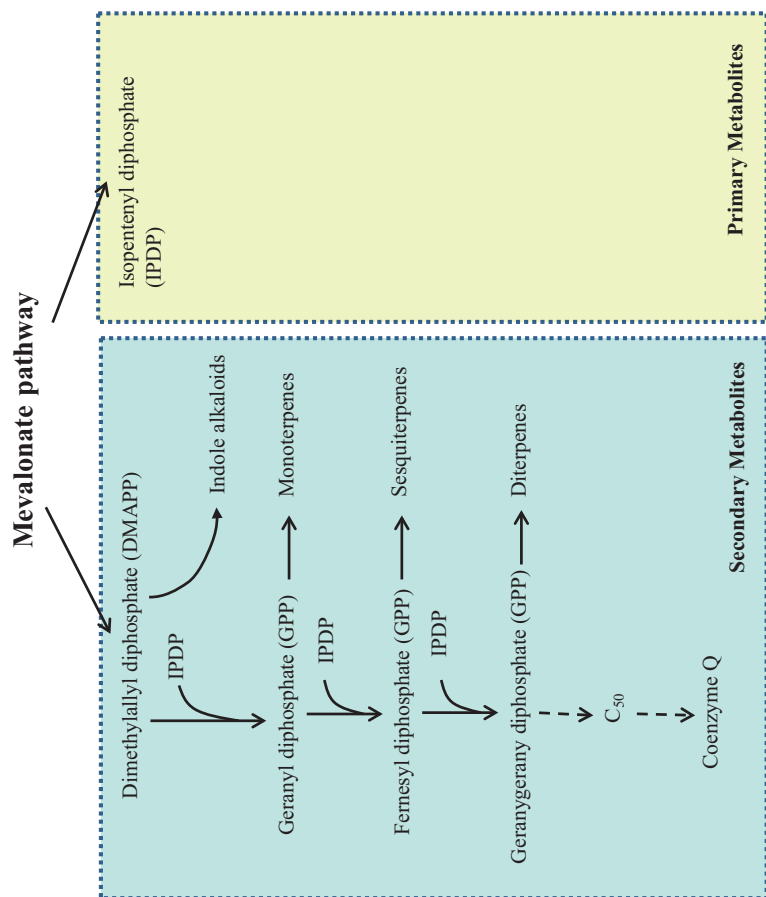 Mevalonate pathway
Dimethylallyl diphosphate (DMAPP)
IPDP
Indole alkaloids
Geranyl diphosphate (GPP)
Monoterpenes
IPDP
Fernesyl diphosphate (GPP)
Sesquiterpenes
IPDP
Geranygerany diphosphate (GPP)
Diterpenes
C₅₀
Coenzyme Q
Secondary Metabolites
Isopentenyl diphosphate
(IPDP)
Primary Metabolites